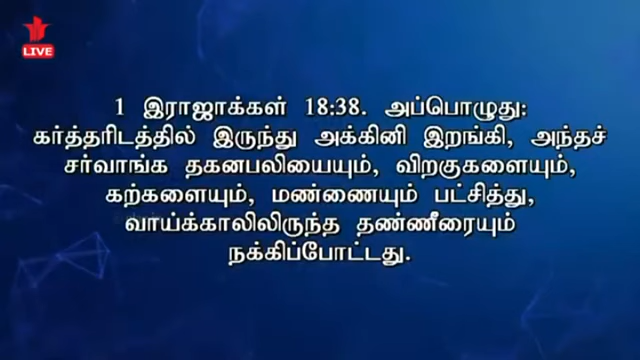 LIVE
1 இராஜாக்கள் 18:38. அப்பொழுது:
கர்த்தரிடத்தில் இருந்து அக்கினி இறங்கி, அந்தச்
சர்வாங்க தகனபலியையும், விறகுகளையும்,
கற்களையும், மண்ணையும் பட்சித்து,
வாய்க்காலிலிருந்த தண்ணீரையும்
நக்கிப்போட்டது.